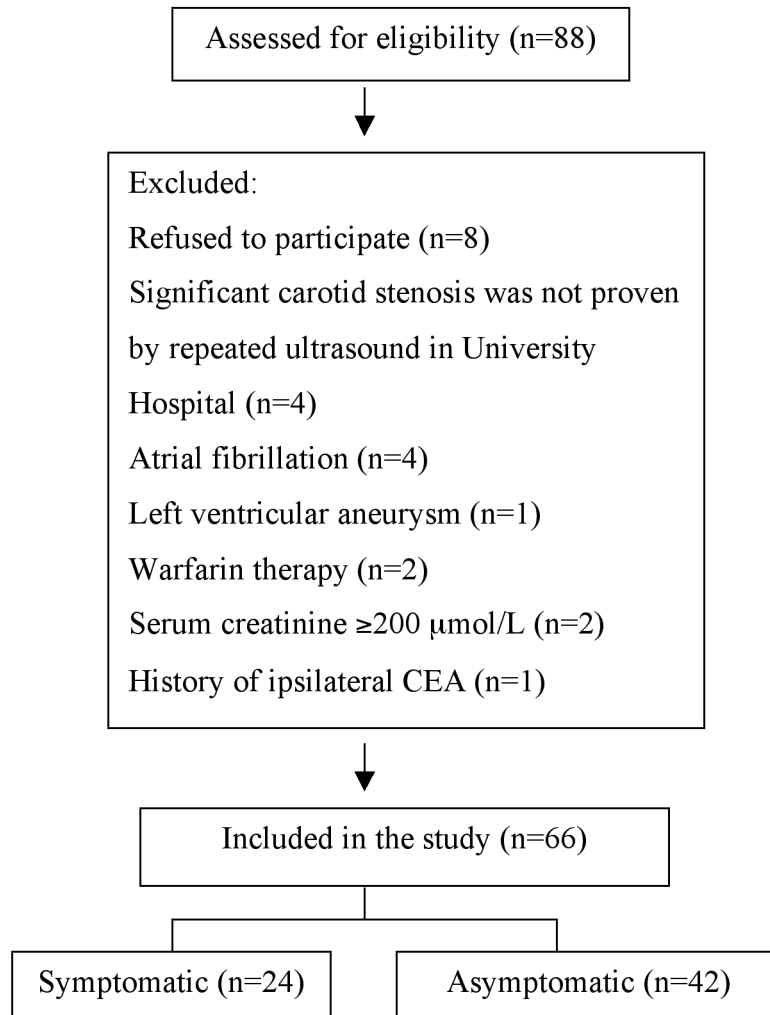 Assessed for eligibility (n=88)
Excluded:
Refused to participate (n=8)
Significant carotid stenosis was not proven
by repeated ultrasound in University
Hospital (n=4)
Atrial fibrillation (n=4)
Left ventricular aneurysm (n=1)
Warfarin therapy (n=2)
Serum creatinine ≥200 μmol/L (n=2)
History of ipsilateral CEA (n=1)
Included in the study (n=66)
Symptomatic (n=24)
Asymptomatic (n=42)